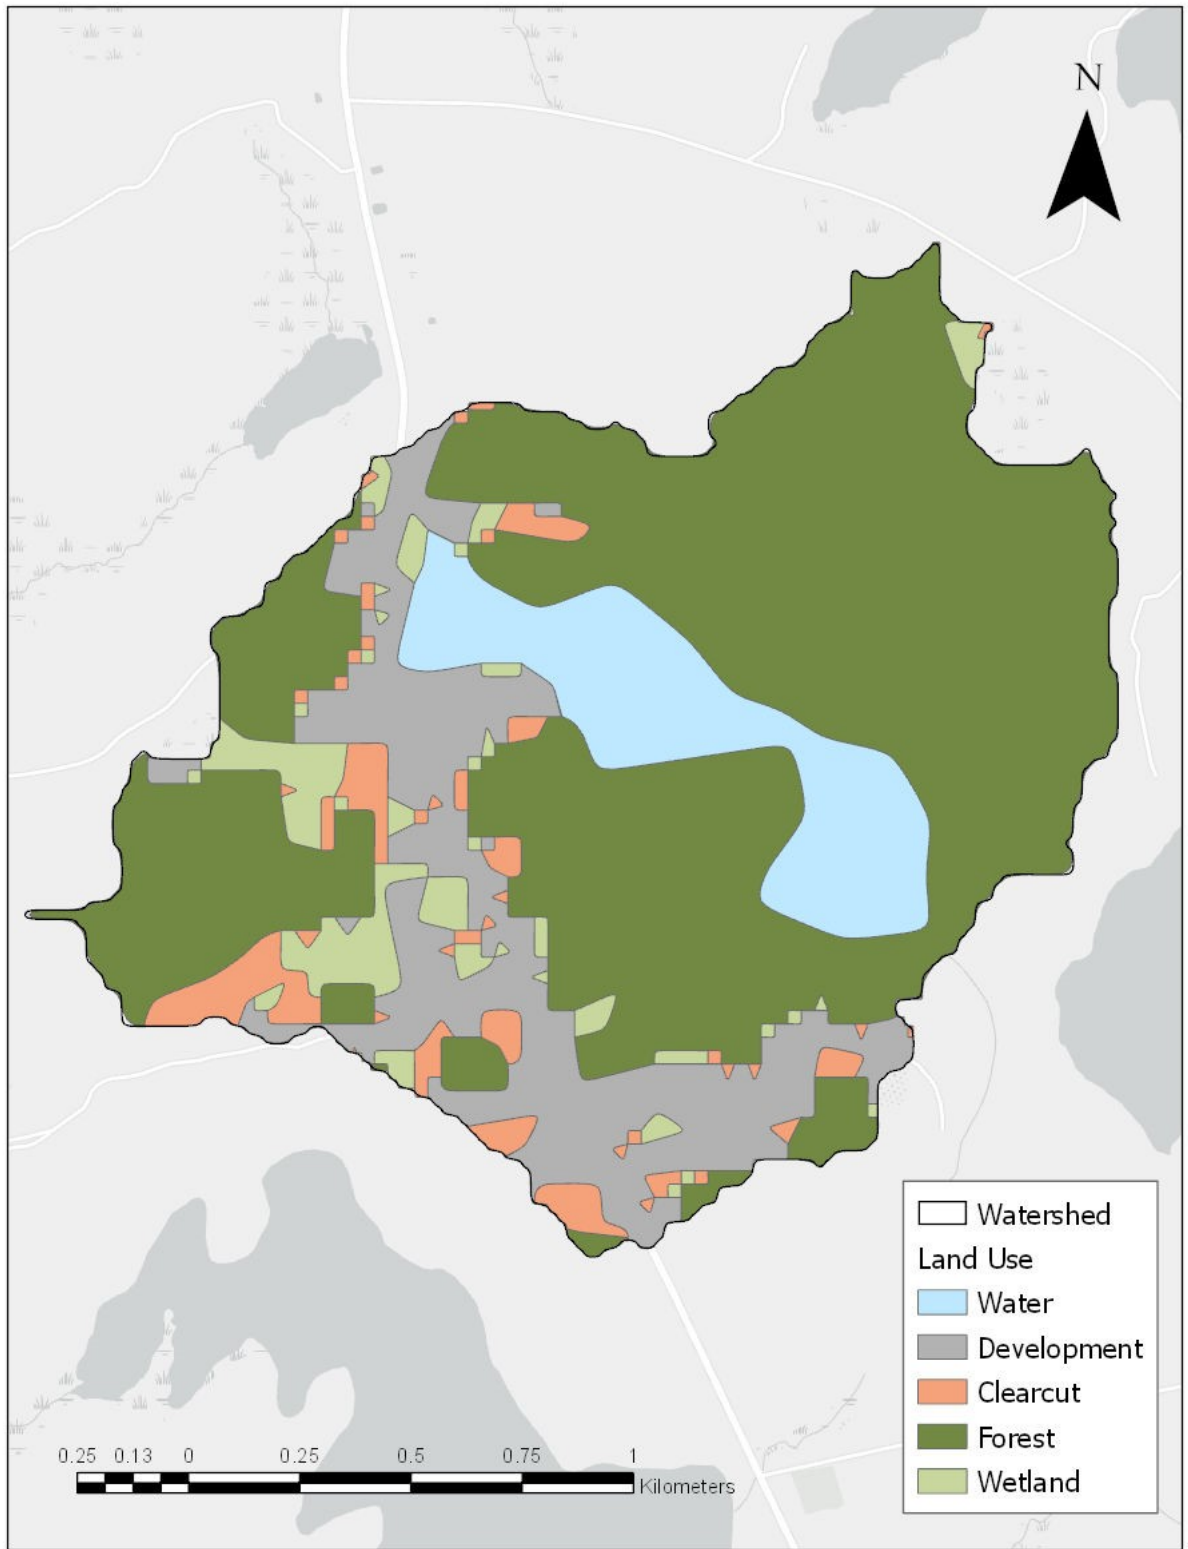 N
Watershed
Land Use
Water
Development
Clearcut
Forest
Wetland
0.25 0.13 0 0.25 0.5 0.75 1
Kilometers